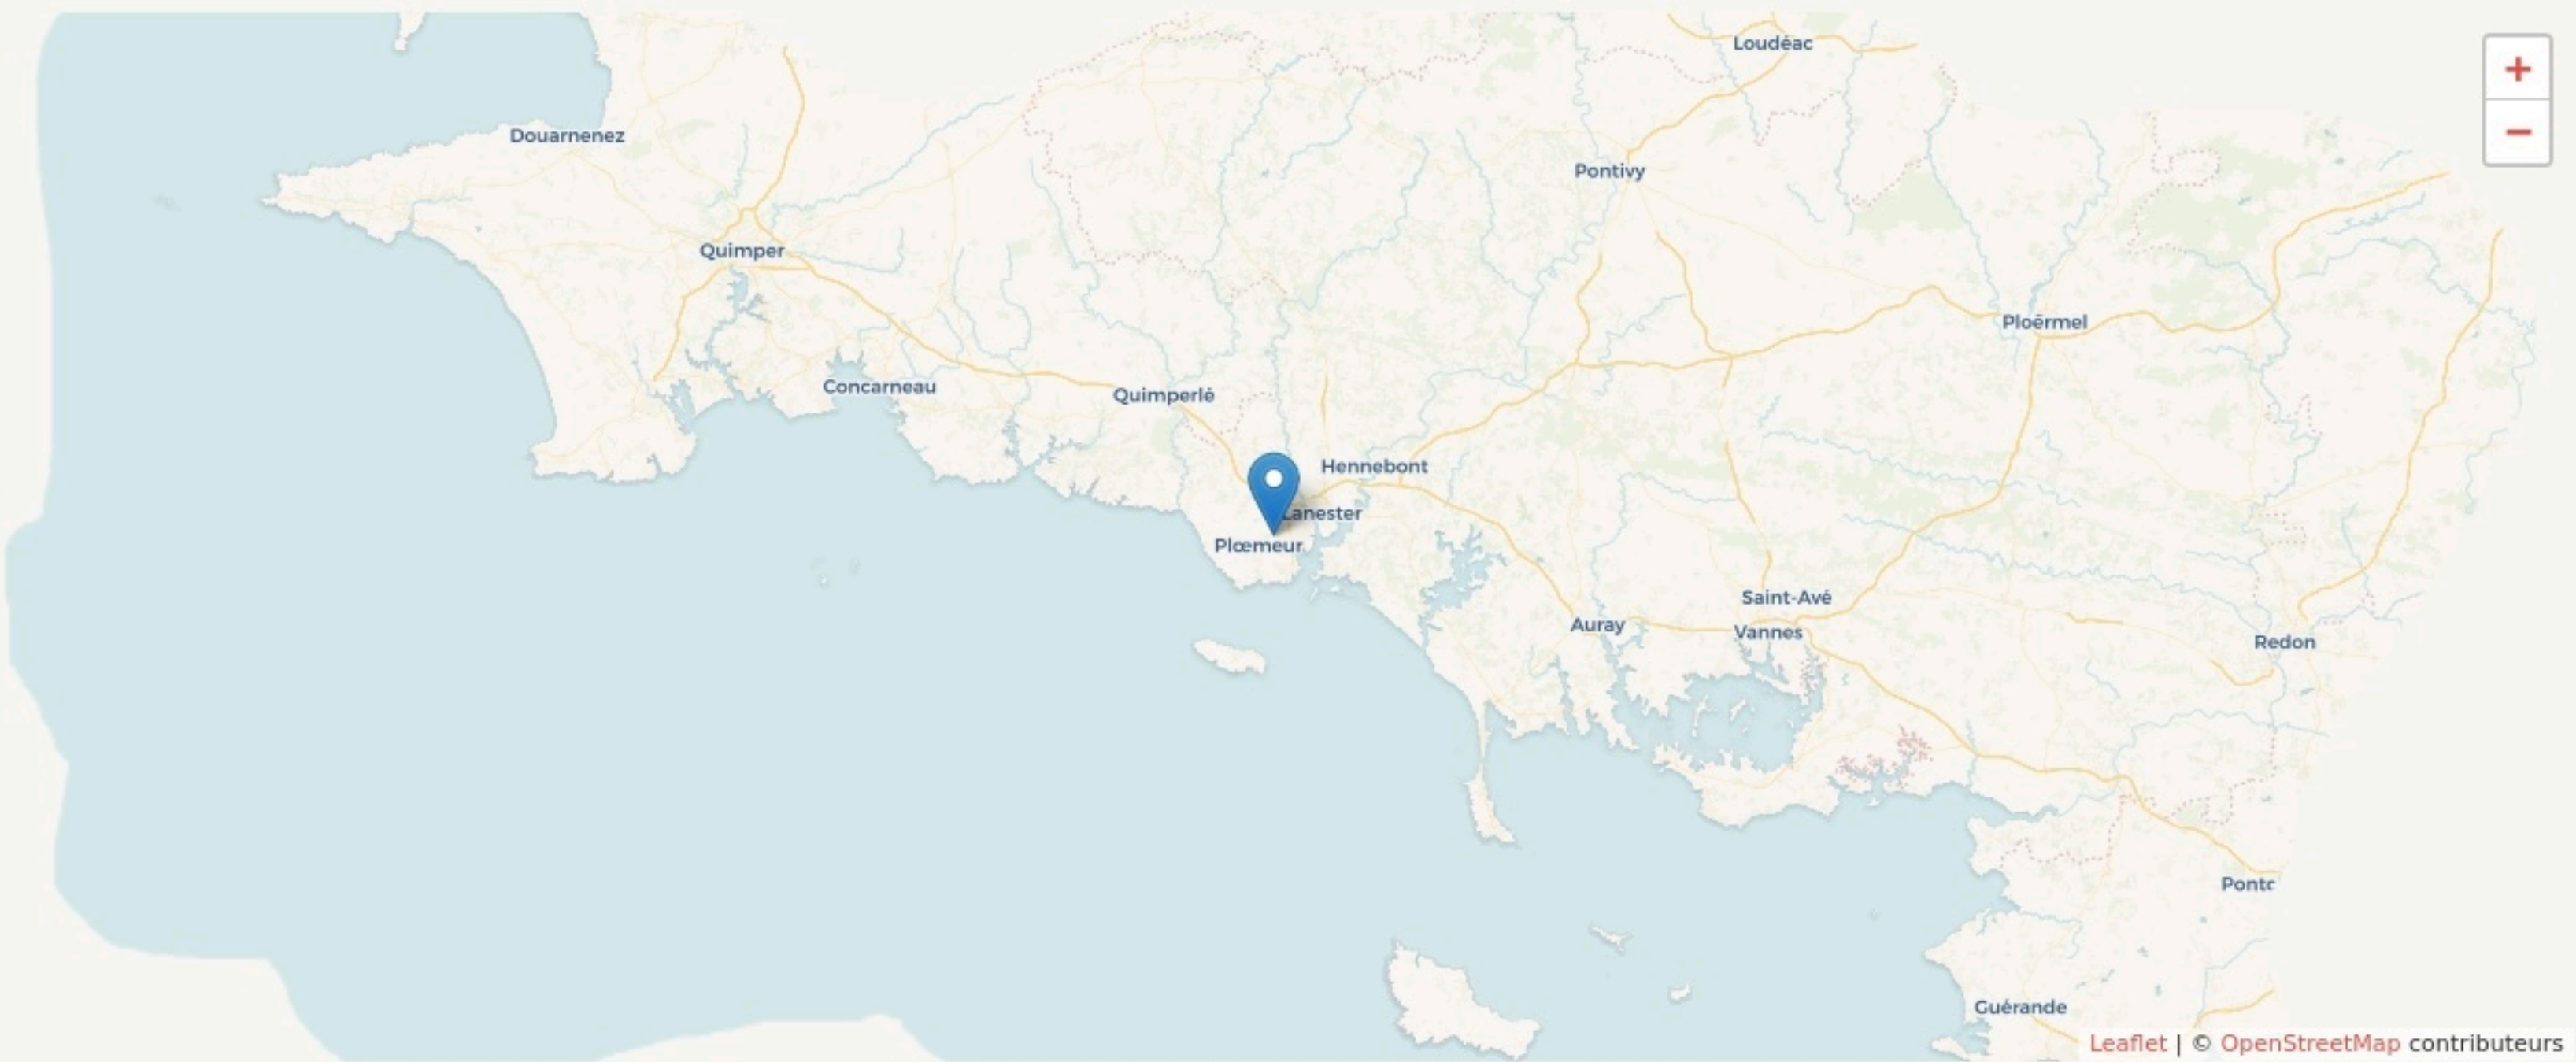 Loudéac
+
−
Douarnenez
Pontivy
Quimper
Ploërmel
Concarneau
Quimperlé
Hennebont
Lanester
Plœmeur
Saint-Avé
Auray
Vannes
Redon
Pontc
Guérande
Leaflet | © OpenStreetMap contributeurs